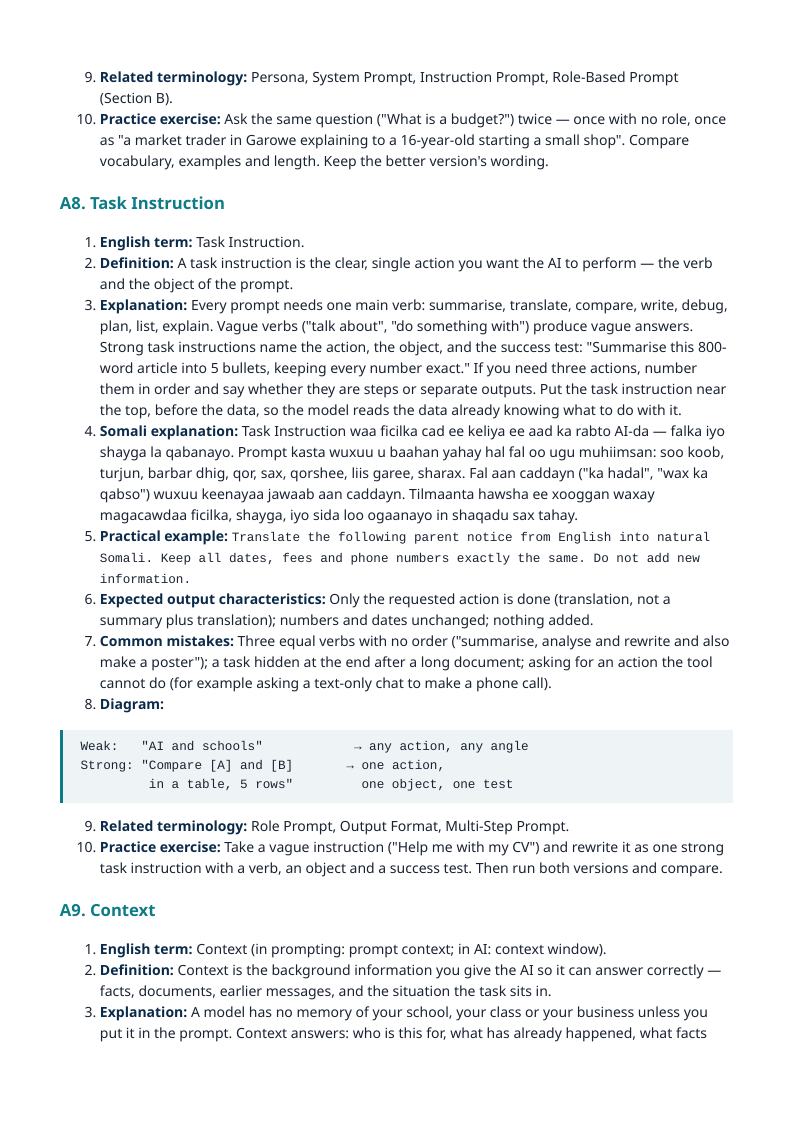 9. Related terminology: Persona, System Prompt, Instruction Prompt, Role-Based Prompt
(Section B).
10. Practice exercise: Ask the same question ("What is a budget?") twice — once with no role, once
as "a market trader in Garowe explaining to a 16-year-old starting a small shop". Compare
vocabulary, examples and length. Keep the better version's wording.
A8. Task Instruction
1. English term: Task Instruction.
2. Definition: A task instruction is the clear, single action you want the AI to perform — the verb
and the object of the prompt.
3. Explanation: Every prompt needs one main verb: summarise, translate, compare, write, debug,
plan, list, explain. Vague verbs ("talk about", "do something with") produce vague answers.
Strong task instructions name the action, the object, and the success test: "Summarise this 800-
word article into 5 bullets, keeping every number exact." If you need three actions, number
them in order and say whether they are steps or separate outputs. Put the task instruction near
the top, before the data, so the model reads the data already knowing what to do with it.
4. Somali explanation: Task Instruction waa ficilka cad ee keliya ee aad ka rabto AI-da — falka iyo
shayga la qabanayo. Prompt kasta wuxuu u baahan yahay hal fal oo ugu muhiimsan: soo koob,
turjun, barbar dhig, qor, sax, qorshee, liis garee, sharax. Fal aan caddayn ("ka hadal", "wax ka
qabso") wuxuu keenayaa jawaab aan caddayn. Tilmaanta hawsha ee xooggan waxay
magacawdaa ficilka, shayga, iyo sida loo ogaanayo in shaqadu sax tahay.
5. Practical example: Translate the following parent notice from English into natural
Somali. Keep all dates, fees and phone numbers exactly the same. Do not add new
information.
6. Expected output characteristics: Only the requested action is done (translation, not a
summary plus translation); numbers and dates unchanged; nothing added.
7. Common mistakes: Three equal verbs with no order ("summarise, analyse and rewrite and also
make a poster"); a task hidden at the end after a long document; asking for an action the tool
cannot do (for example asking a text-only chat to make a phone call).
8. Diagram:
Weak: "AI and schools" → any action, any angle
Strong: "Compare [A] and [B] → one action,
in a table, 5 rows" one object, one test
9. Related terminology: Role Prompt, Output Format, Multi-Step Prompt.
10. Practice exercise: Take a vague instruction ("Help me with my CV") and rewrite it as one strong
task instruction with a verb, an object and a success test. Then run both versions and compare.
A9. Context
1. English term: Context (in prompting: prompt context; in AI: context window).
2. Definition: Context is the background information you give the AI so it can answer correctly —
facts, documents, earlier messages, and the situation the task sits in.
3. Explanation: A model has no memory of your school, your class or your business unless you
put it in the prompt. Context answers: who is this for, what has already happened, what facts